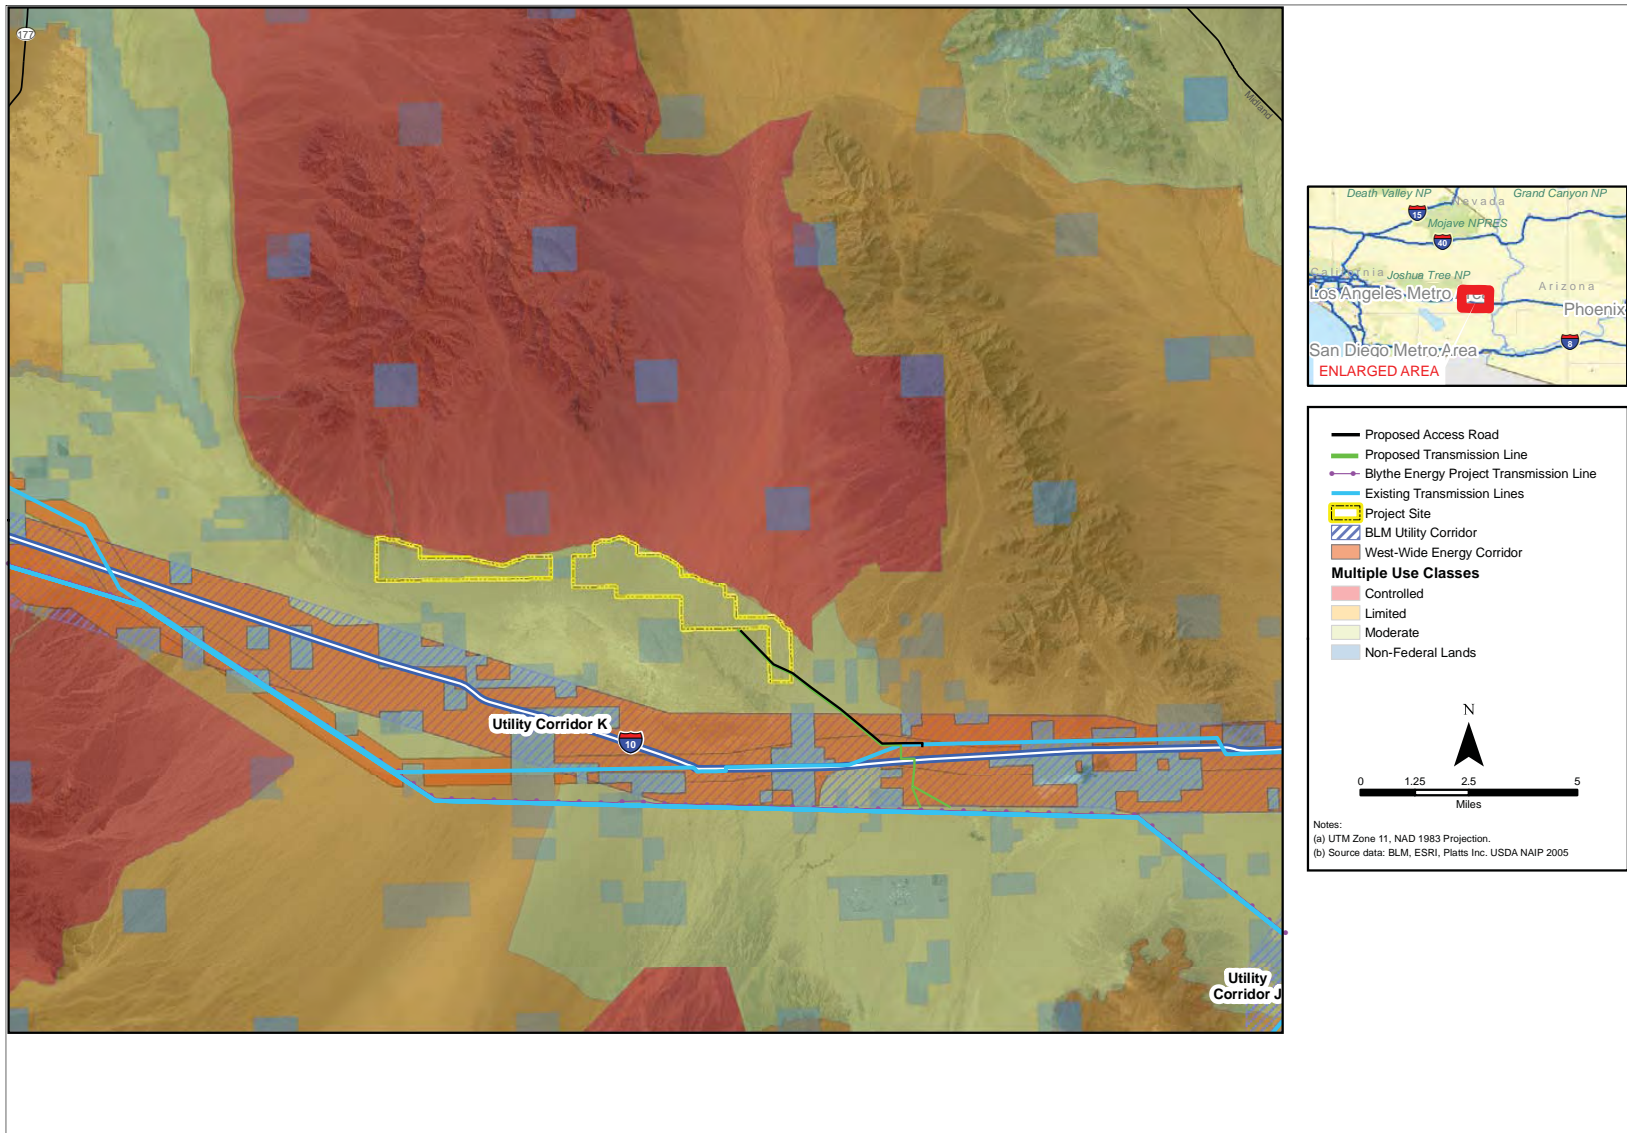 177
Midland
Utility Corridor K
10
Utility
Corridor J
Death Valley NP
Grand Canyon NP
Nevada
15
Mojave NPRES
40
California
Joshua Tree NP
Arizona
Los Angeles Metro
Phoenix
8
San Diego Metro Area
ENLARGED AREA
Proposed Access Road
Proposed Transmission Line
Blythe Energy Project Transmission Line
Existing Transmission Lines
Project Site
BLM Utility Corridor
West-Wide Energy Corridor
Multiple Use Classes
Controlled
Limited
Moderate
Non-Federal Lands
N
0 1.25 2.5 5
Miles
Notes:
(a) UTM Zone 11, NAD 1983 Projection.
(b) Source data: BLM, ESRI, Platts Inc. USDA NAIP 2005